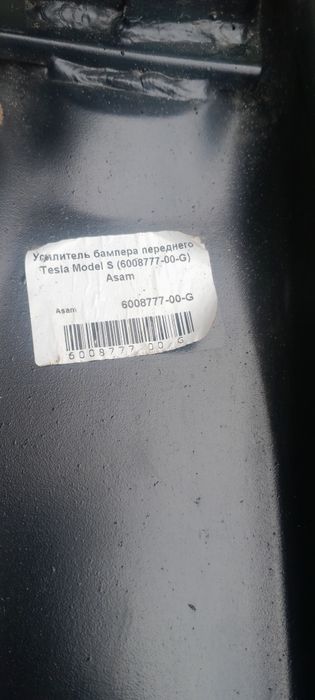 Усилитель бампера переднего
Tesla Model S (6008777-00-G)
Asam
Asam 6008777-00-G
6008777 00 G